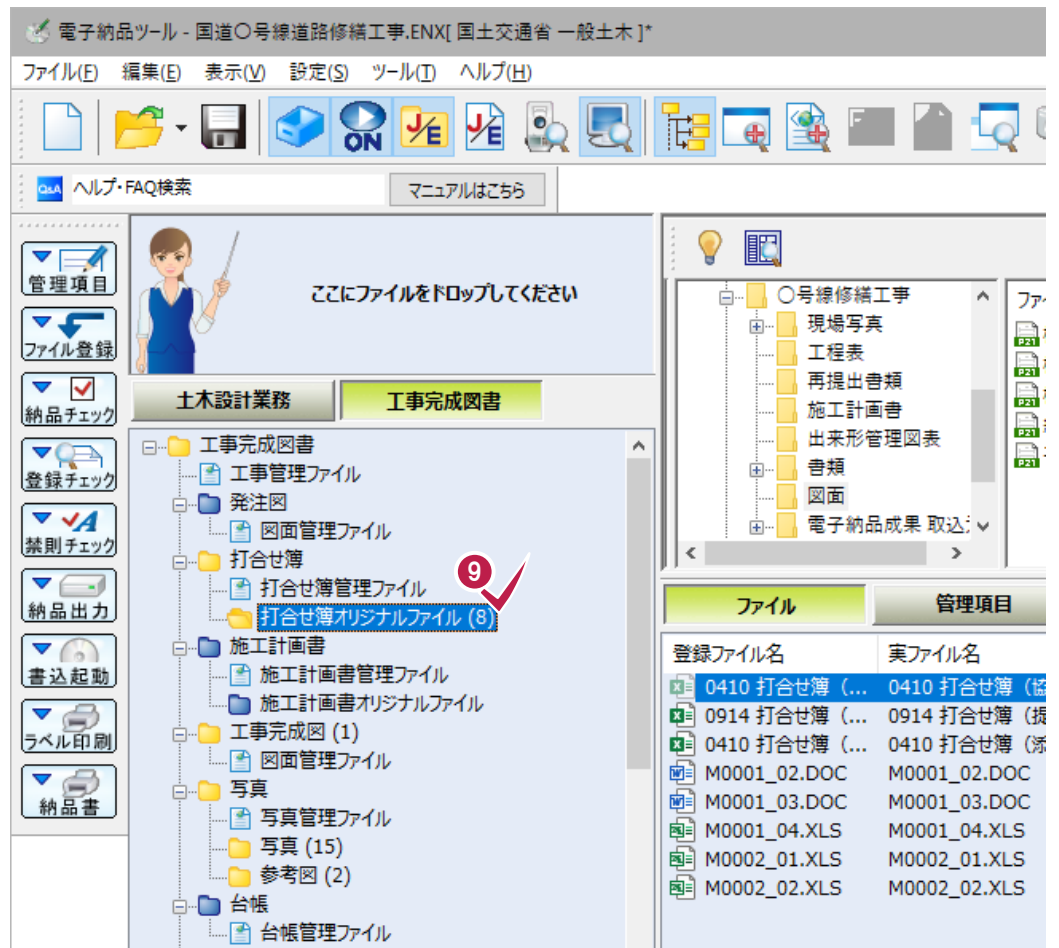 電子納品ツール - 国道〇号線道路修繕工事.ENX[ 国土交通省 一般土木 ]*
ファイル(F) 編集(E) 表示(V) 設定(S) ツール(T) ヘルプ(H)
ON J/E J/E
Q&A ヘルプ・FAQ検索 マニュアルはこちら
管理項目
ファイル登録
納品チェック
登録チェック
禁則チェック
納品出力
書込起動
ラベル印刷
納品書
ここにファイルをドロップしてください
土木設計業務 工事完成図書
工事完成図書
工事管理ファイル
発注図
図面管理ファイル
打合せ簿
打合せ簿管理ファイル
9
打合せ簿オリジナルファイル (8)
施工計画書
施工計画書管理ファイル
施工計画書オリジナルファイル
工事完成図 (1)
図面管理ファイル
写真
写真管理ファイル
写真 (15)
参考図 (2)
台帳
台帳管理ファイル
〇号線修繕工事
現場写真
工程表
再提出書類
施工計画書
出来形管理図表
書類
図面
電子納品成果 取込
ファ
P21
P21
P21
P21
P21
ファイル 管理項目
登録ファイル名 実ファイル名
0410 打合せ簿（... 0410 打合せ簿（協
0914 打合せ簿（... 0914 打合せ簿（提
0410 打合せ簿（... 0410 打合せ簿（添
M0001_02.DOC M0001_02.DOC
M0001_03.DOC M0001_03.DOC
M0001_04.XLS M0001_04.XLS
M0002_01.XLS M0002_01.XLS
M0002_02.XLS M0002_02.XLS